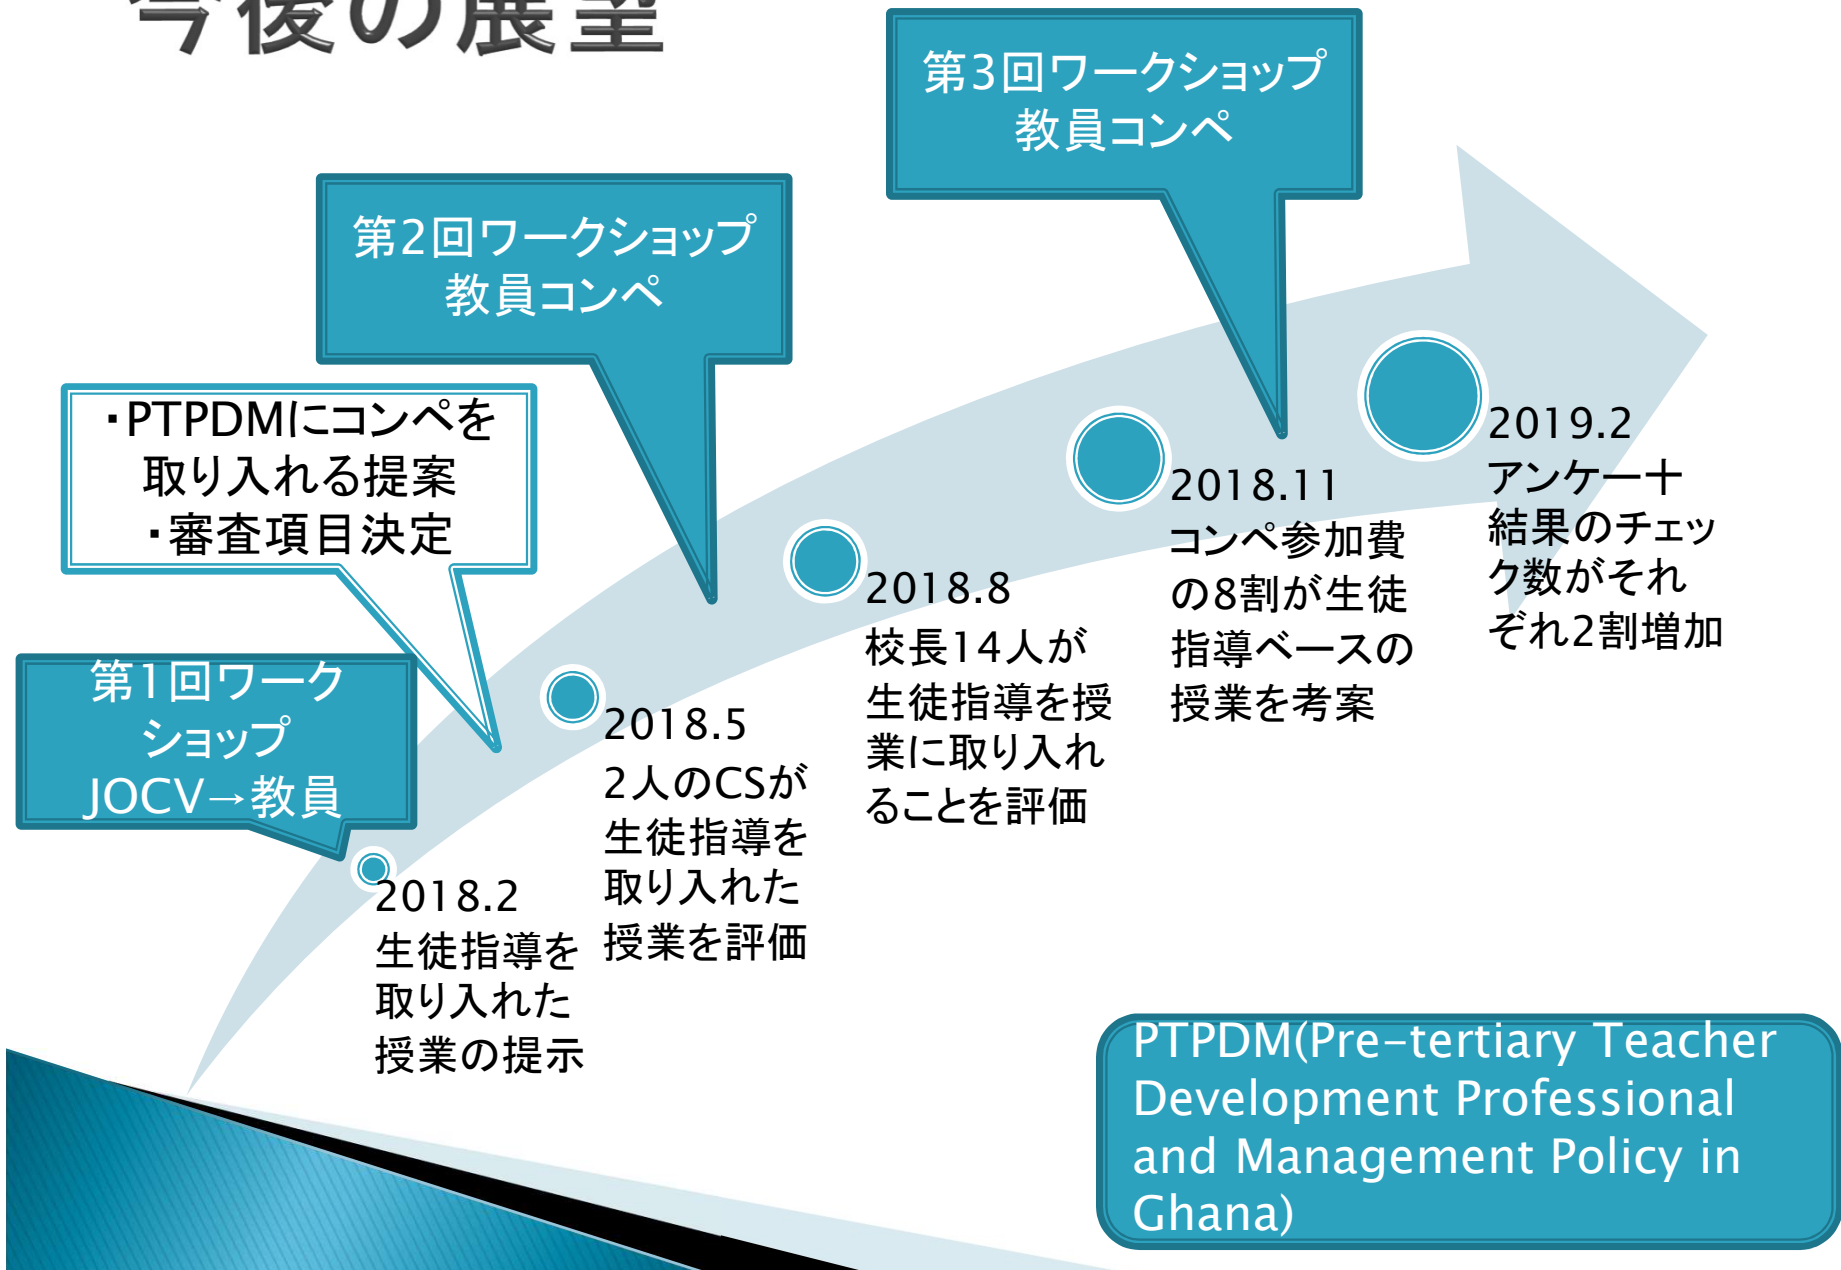 今後の展望
第3回ワークショップ
教員コンペ
第2回ワークショップ
教員コンペ
・PTPDMにコンペを
取り入れる提案
・審査項目決定
第1回ワーク
ショップ
JOCV→教員
2018.2
生徒指導を
取り入れた
授業の提示
2018.5
2人のCSが
生徒指導を
取り入れた
授業を評価
2018.8
校長14人が
生徒指導を授
業に取り入れ
ることを評価
2018.11
コンペ参加費
の8割が生徒
指導ベースの
授業を考案
2019.2
アンケー十
結果のチェッ
ク数がそれ
ぞれ2割増加
PTPDM(Pre-tertiary Teacher
Development Professional
and Management Policy in
Ghana)